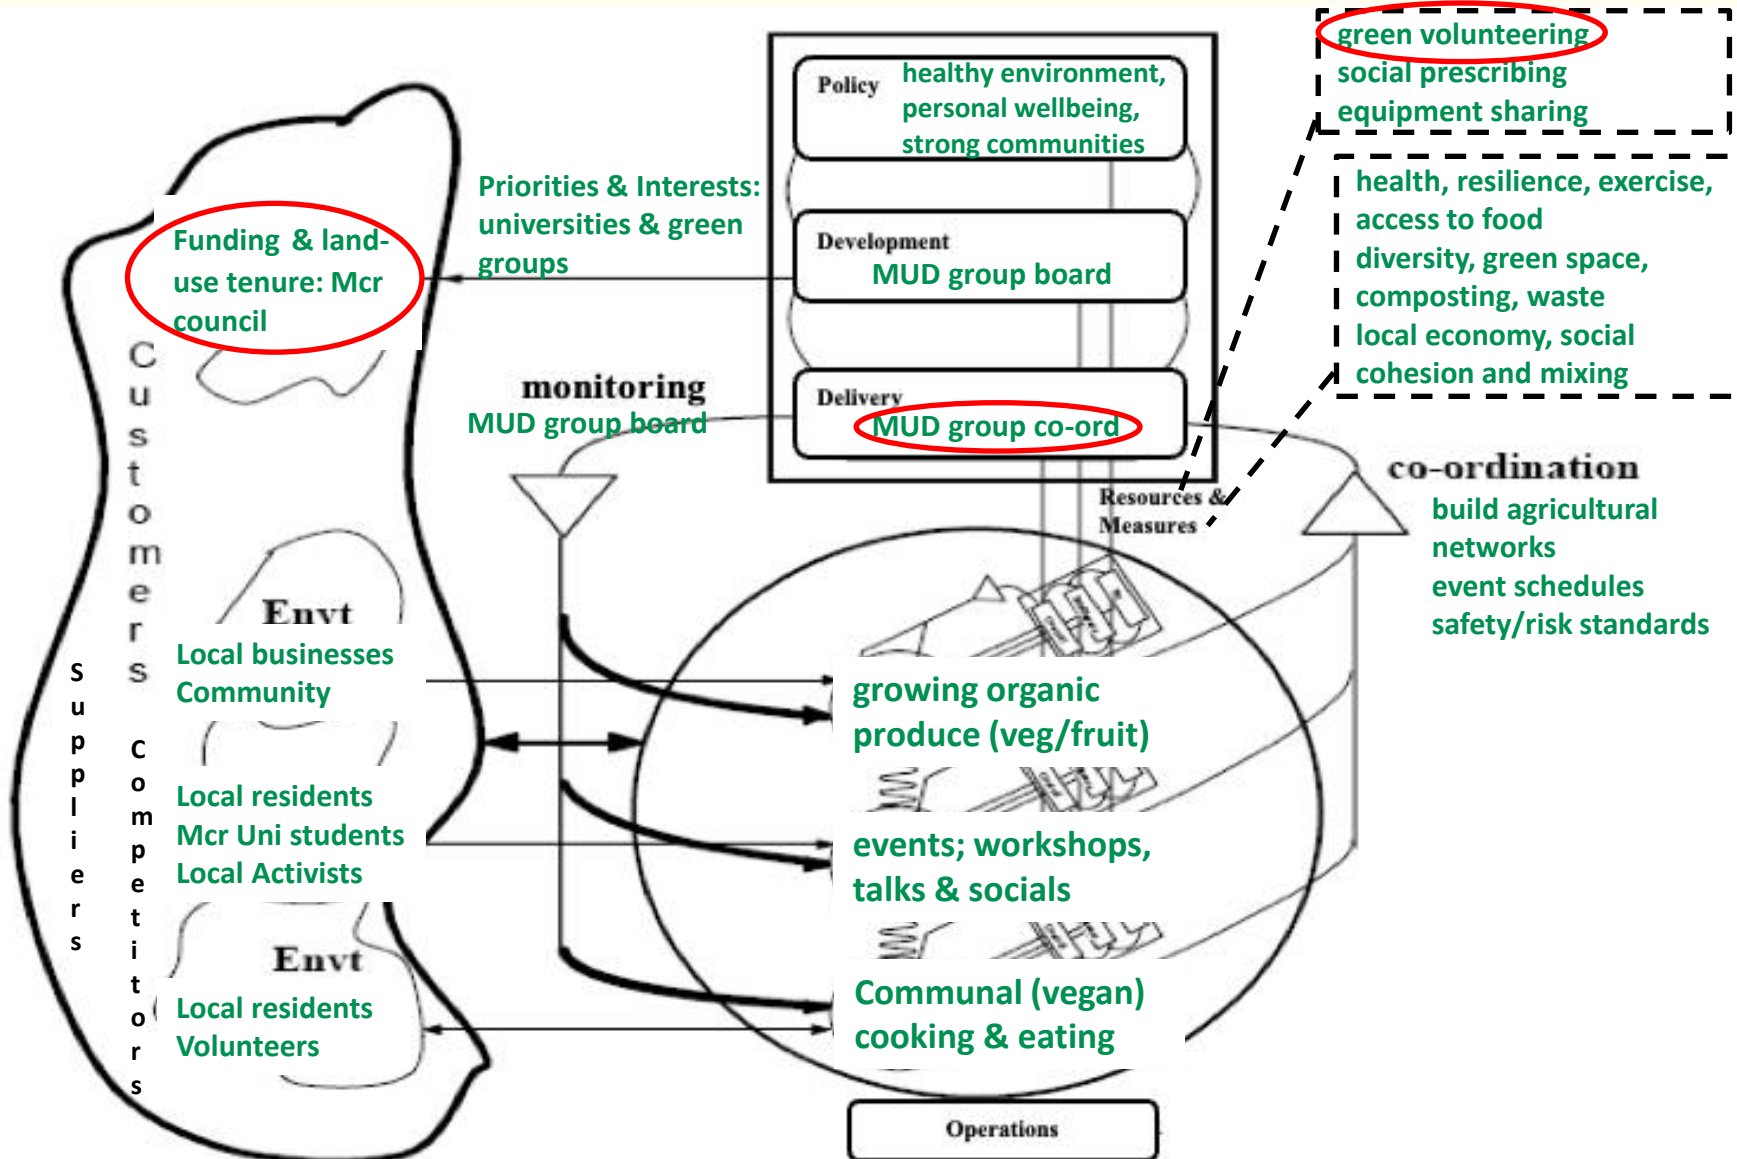 green volunteering
social prescribing
equipment sharing
Policy
healthy environment,
personal wellbeing,
strong communities
health, resilience, exercise,
access to food
diversity, green space,
composting, waste
local economy, social
cohesion and mixing
Priorities & Interests:
universities & green
groups
Funding & land-
use tenure: Mcr
council
Development
MUD group board
monitoring
MUD group board
Delivery
MUD group co-ord
co-ordination
build agricultural
networks
event schedules
safety/risk standards
Resources &
Measures
Customers
Suppliers
Competitors
Envt
Local businesses
Community
growing organic
produce (veg/fruit)
Local residents
Mcr Uni students
Local Activists
events; workshops,
talks & socials
Envt
Local residents
Volunteers
Communal (vegan)
cooking & eating
Operations